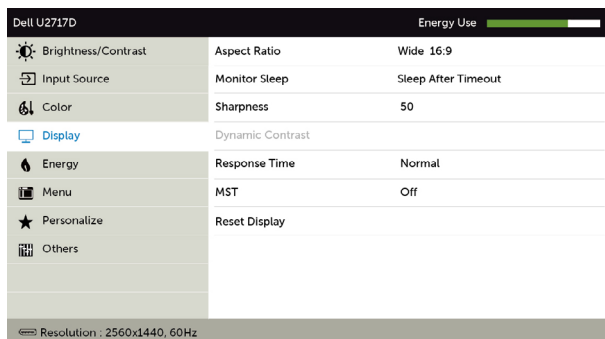 Dell U2717D Energy Use
Brightness/Contrast Aspect Ratio Wide 16:9
Input Source Monitor Sleep Sleep After Timeout
Color Sharpness 50
Display Dynamic Contrast
Energy Response Time Normal
Menu MST Off
Personalize Reset Display
Others
Resolution : 2560x1440, 60Hz